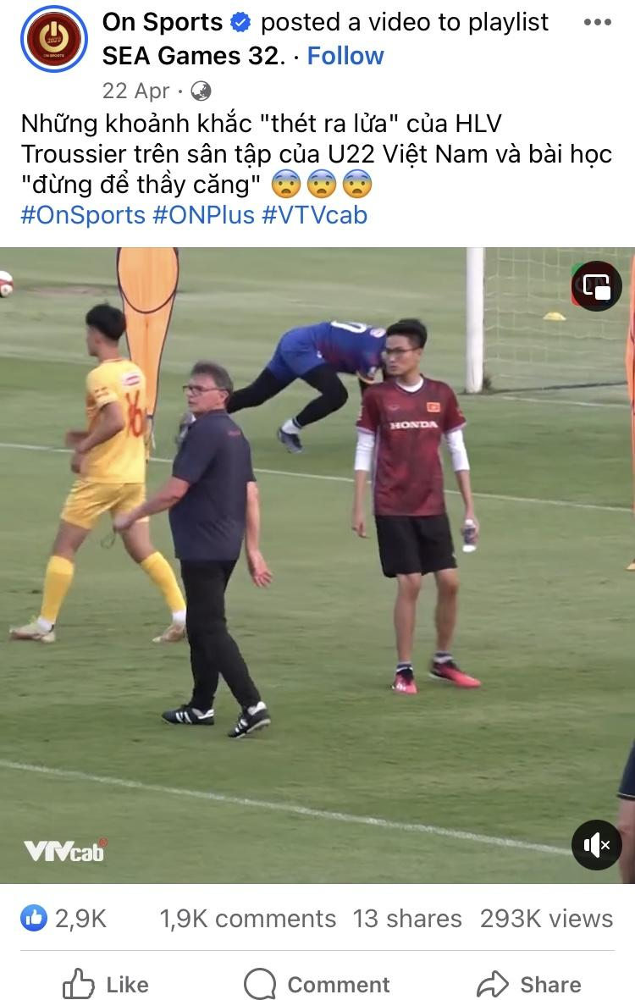 On Sports posted a video to playlist
SEA Games 32. · Follow
22 Apr ·
Những khoảnh khắc "thét ra lửa" của HLV
Troussier trên sân tập của U22 Việt Nam và bài học
"đừng để thầy căng" 😨😨😨
#OnSports #ONPlus #VTVcab
16
HONDA
VTVcab
2,9K 1,9K comments 13 shares 293K views
Like Comment Share